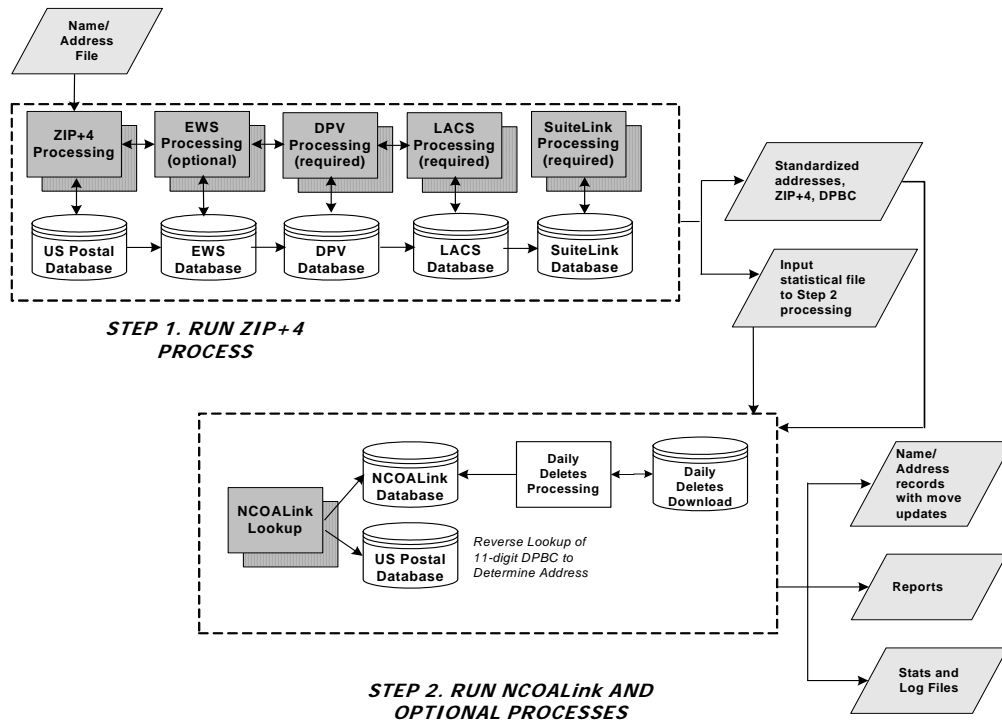 Name/
Address
File
ZIP+4
Processing
EWS
Processing
(optional)
DPV
Processing
(required)
LACS
Processing
(required)
SuiteLink
Processing
(required)
US Postal
Database
EWS
Database
DPV
Database
LACS
Database
SuiteLink
Database
Standardized
addresses,
ZIP+4, DPBC
Input
statistical file
to Step 2
processing
STEP 1. RUN ZIP+4
PROCESS
NCOALink
Lookup
NCOALink
Database
Daily
Deletes
Processing
Daily
Deletes
Download
US Postal
Database
Reverse Lookup of
11-digit DPBC to
Determine Address
Name/
Address
records
with move
updates
Reports
Stats and
Log Files
STEP 2. RUN NCOALink AND
OPTIONAL PROCESSES